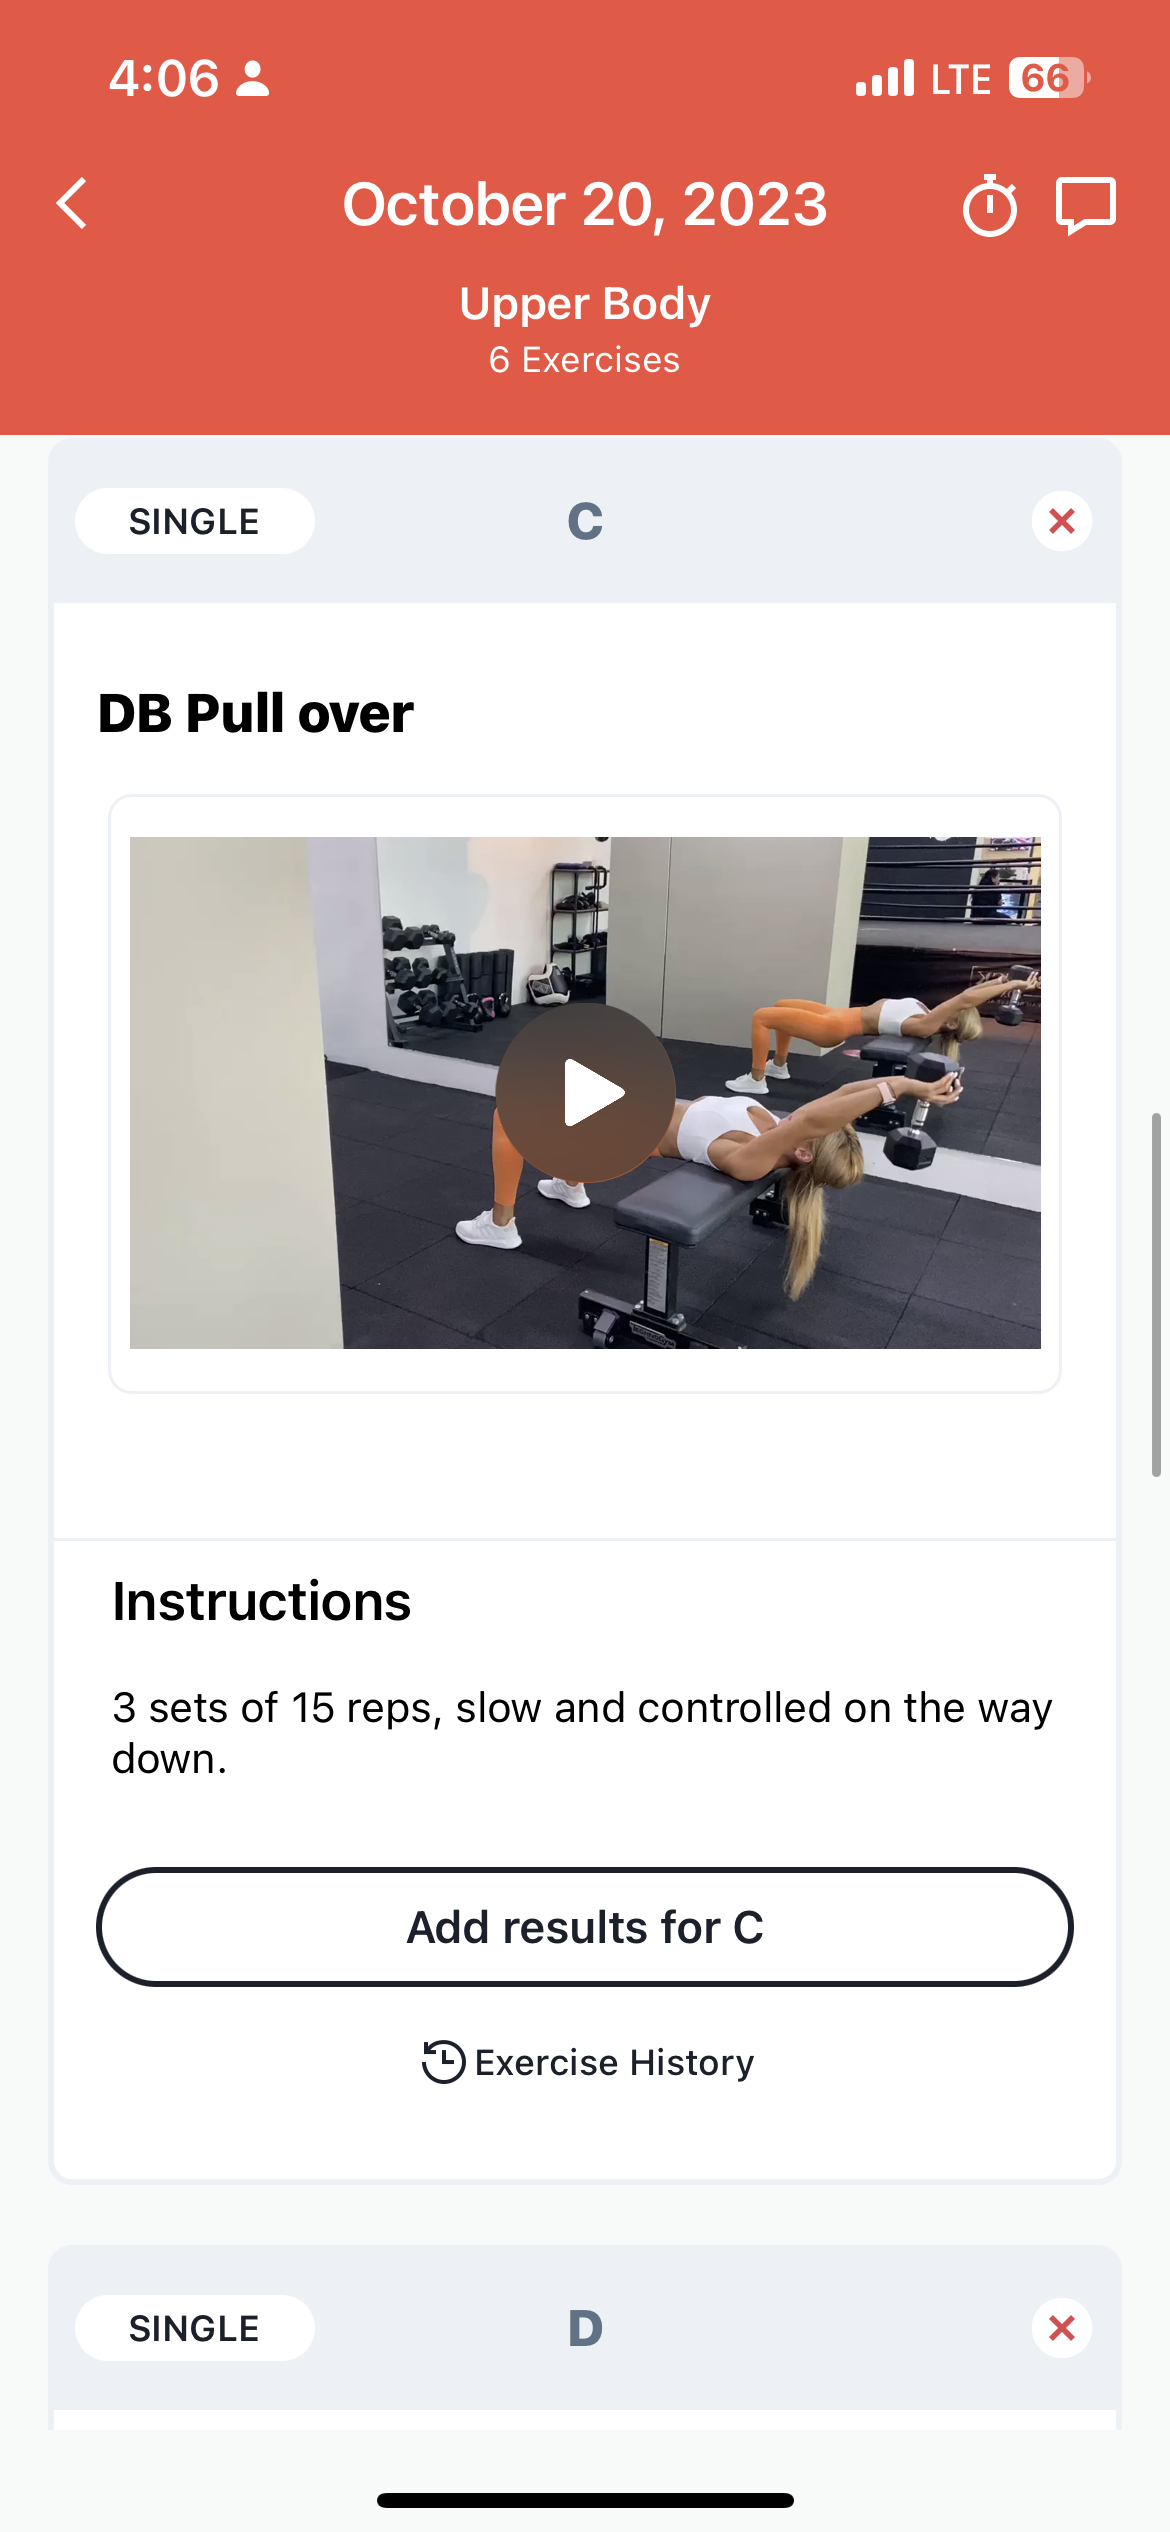 4:06
LTE 66
October 20, 2023
Upper Body
6 Exercises
SINGLE
C
DB Pull over
Instructions
3 sets of 15 reps, slow and controlled on the way
down.
Add results for C
Exercise History
SINGLE
D